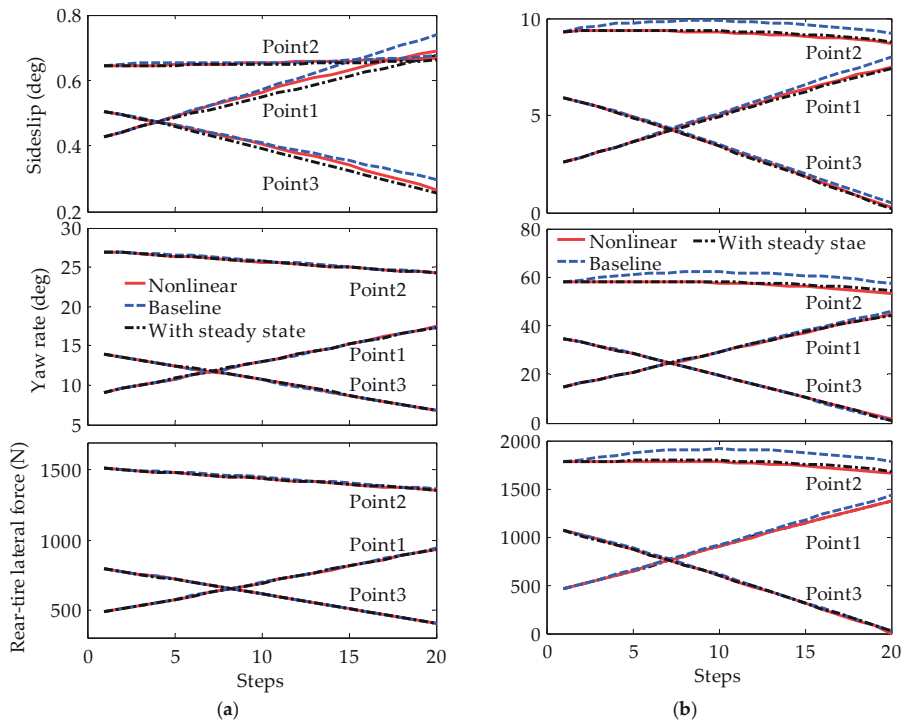 Sideslip (deg)
0.8
0.6
0.4
0.2
Point2
Point1
Point3
Yaw rate (deg)
30
25
20
15
10
5
Nonlinear
Baseline
With steady state
Point2
Point1
Point3
Rear-tire lateral force (N)
1500
1000
500
Point2
Point1
Point3
0 5 10 15 20
Steps
(a)
10
5
0
Point2
Point1
Point3
80
60
40
20
0
Nonlinear With steady stae
Baseline
Point2
Point1
Point3
2000
1500
1000
500
0
Point2
Point1
Point3
0 5 10 15 20
Steps
(b)